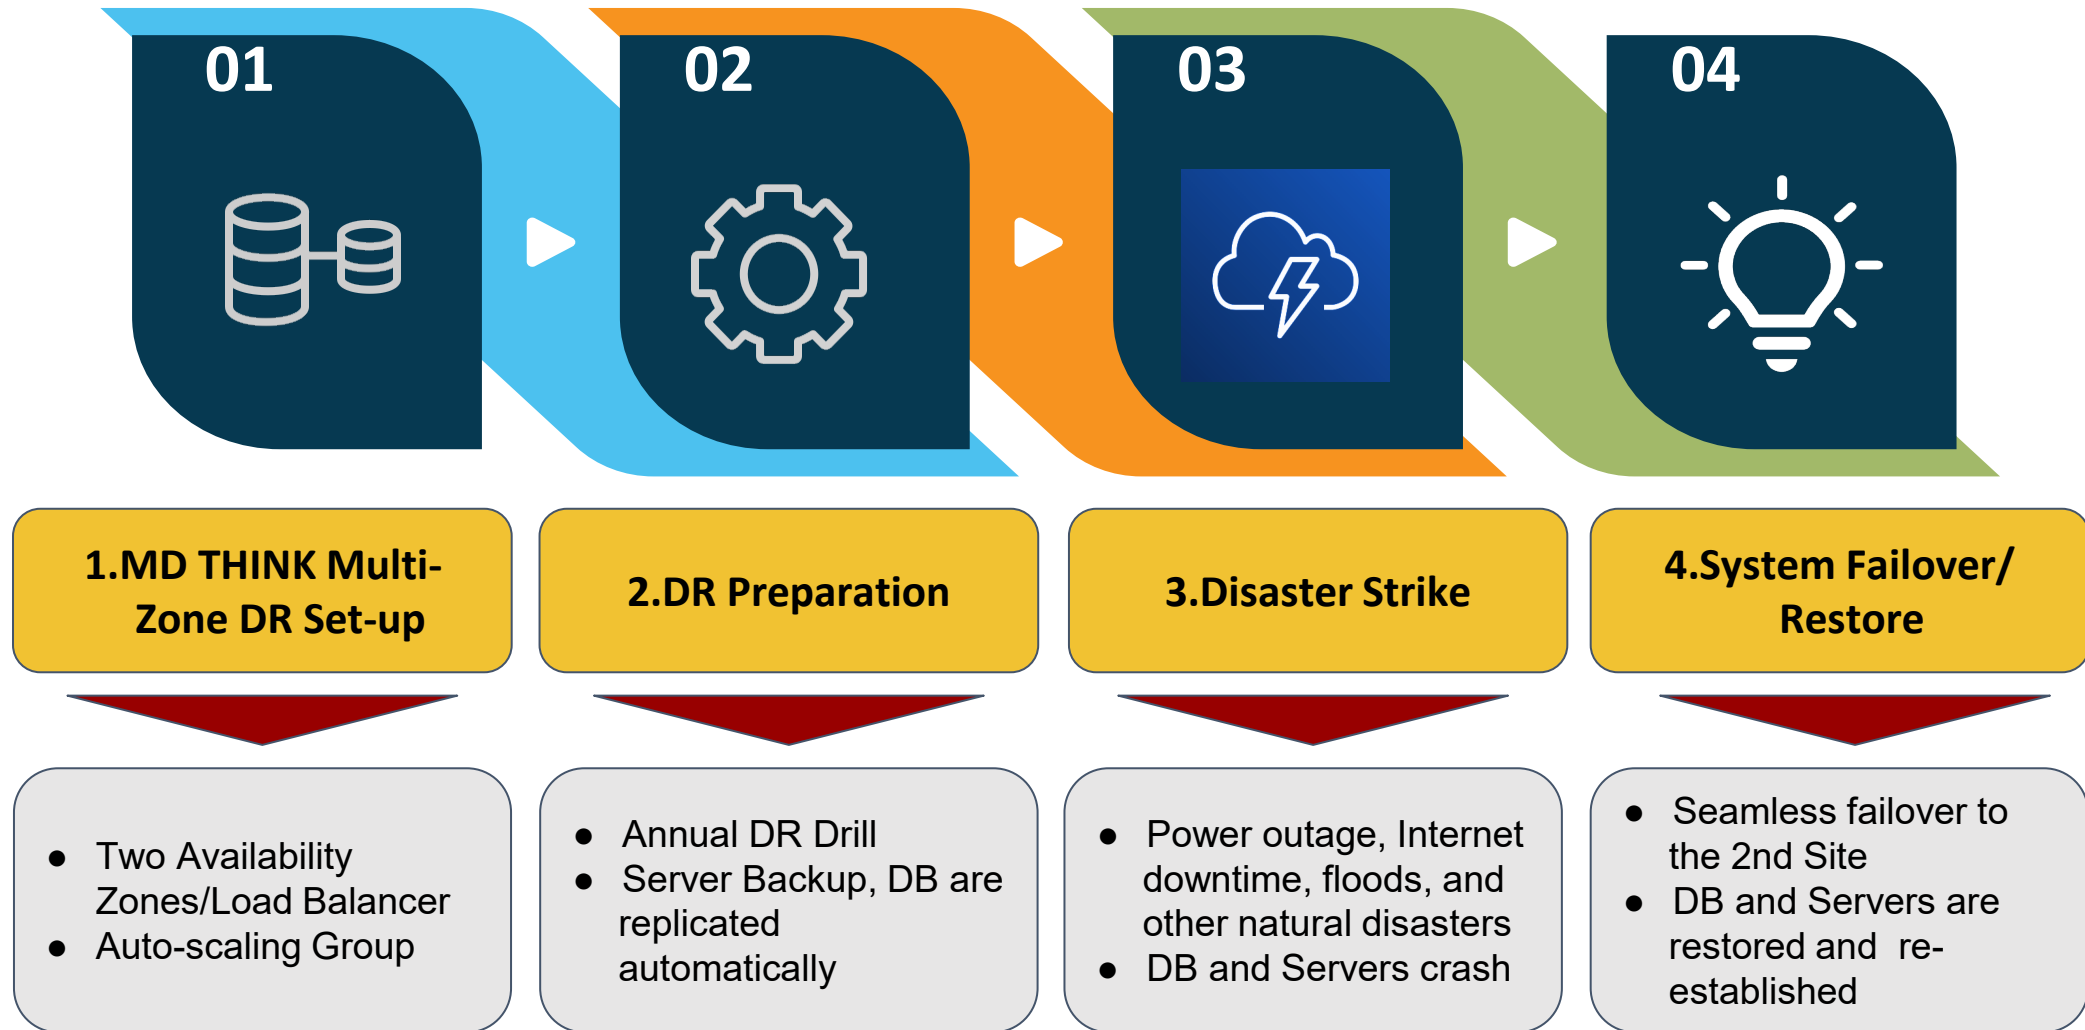 01
02
03
04
1.MD THINK Multi-
Zone DR Set-up
2.DR Preparation
3.Disaster Strike
4.System Failover/
Restore
● Two Availability
Zones/Load Balancer
● Auto-scaling Group
● Annual DR Drill
● Server Backup, DB are
replicated
automatically
● Power outage, Internet
downtime, floods, and
other natural disasters
● DB and Servers crash
● Seamless failover to
the 2nd Site
● DB and Servers are
restored and  re-
established